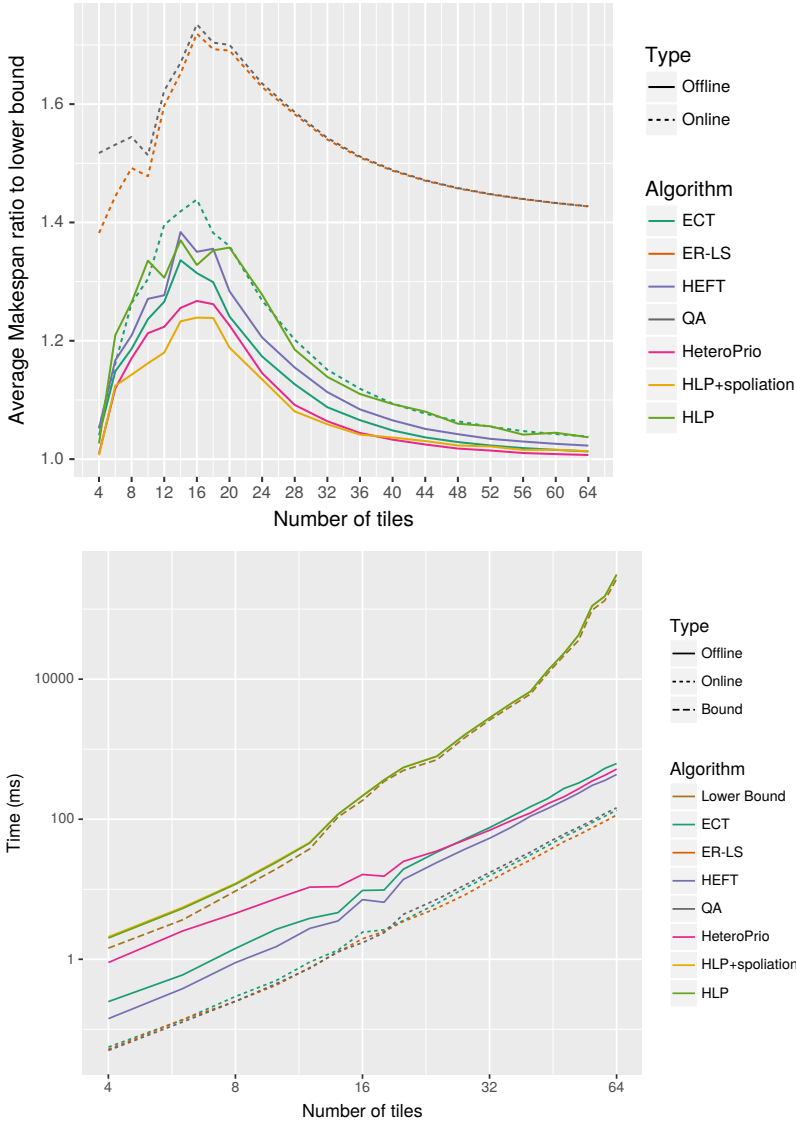 Average Makespan ratio to lower bound
1.6
1.4
1.2
1.0
4 8 12 16 20 24 28 32 36 40 44 48 52 56 60 64
Number of tiles
Type
Offline
Online
Algorithm
ECT
ER-LS
HEFT
QA
HeteroPrio
HLP+spoliation
HLP
Time (ms)
10000
100
1
4 8 16 32 64
Number of tiles
Type
Offline
Online
Bound
Algorithm
Lower Bound
ECT
ER-LS
HEFT
QA
HeteroPrio
HLP+spoliation
HLP